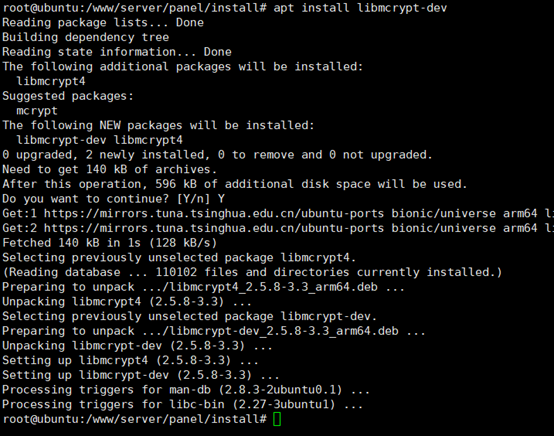 root@ubuntu:/www/server/panel/install# apt install libmcrypt-dev
Reading package lists... Done
Building dependency tree
Reading state information... Done
The following additional packages will be installed:
  libmcrypt4
Suggested packages:
  mcrypt
The following NEW packages will be installed:
  libmcrypt-dev libmcrypt4
0 upgraded, 2 newly installed, 0 to remove and 0 not upgraded.
Need to get 140 kB of archives.
After this operation, 596 kB of additional disk space will be used.
Do you want to continue? [Y/n] Y
Get:1 https://mirrors.tuna.tsinghua.edu.cn/ubuntu-ports bionic/universe arm64 li
Get:2 https://mirrors.tuna.tsinghua.edu.cn/ubuntu-ports bionic/universe arm64 li
Fetched 140 kB in 1s (128 kB/s)
Selecting previously unselected package libmcrypt4.
(Reading database ... 110102 files and directories currently installed.)
Preparing to unpack .../libmcrypt4_2.5.8-3.3_arm64.deb ...
Unpacking libmcrypt4 (2.5.8-3.3) ...
Selecting previously unselected package libmcrypt-dev.
Preparing to unpack .../libmcrypt-dev_2.5.8-3.3_arm64.deb ...
Unpacking libmcrypt-dev (2.5.8-3.3) ...
Setting up libmcrypt4 (2.5.8-3.3) ...
Setting up libmcrypt-dev (2.5.8-3.3) ...
Processing triggers for man-db (2.8.3-2ubuntu0.1) ...
Processing triggers for libc-bin (2.27-3ubuntu1) ...
root@ubuntu:/www/server/panel/install#